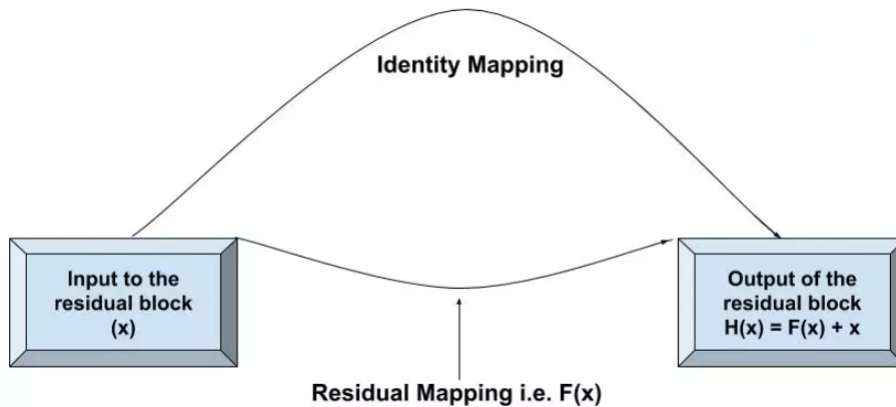 Identity Mapping
Input to the
residual block
(x)
Output of the
residual block
H(x) = F(x) + x
Residual Mapping i.e. F(x)